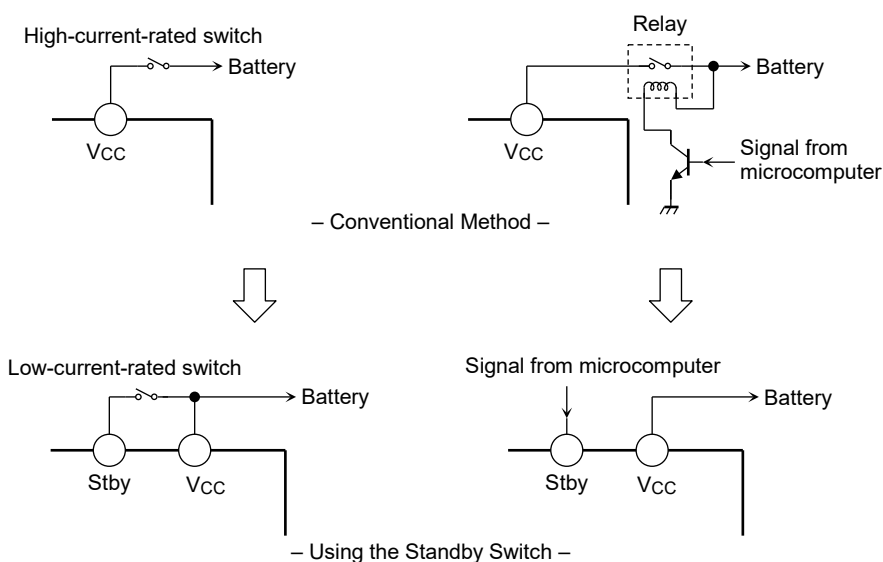 High-current-rated switch
Battery
VCC
Relay
Battery
VCC
Signal from
microcomputer
– Conventional Method –
Low-current-rated switch
Battery
Stby
VCC
Signal from microcomputer
Battery
Stby
VCC
– Using the Standby Switch –